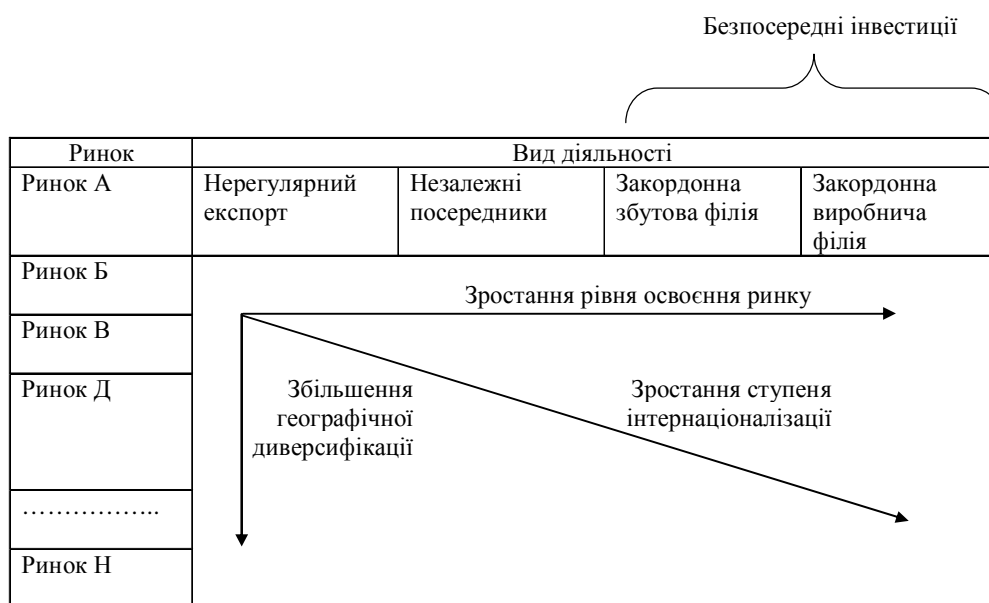 Безпосередні інвестиції
Ринок
Вид діяльності
Ринок А
Нерегулярний
експорт
Незалежні
посередники
Закордонна
збутова філія
Закордонна
виробнича
філія
Ринок Б
Зростання рівня освоєння ринку
Ринок В
Ринок Д
Збільшення
географічної
диверсифікації
Зростання ступеня
інтернаціоналізації
……………..
Ринок Н